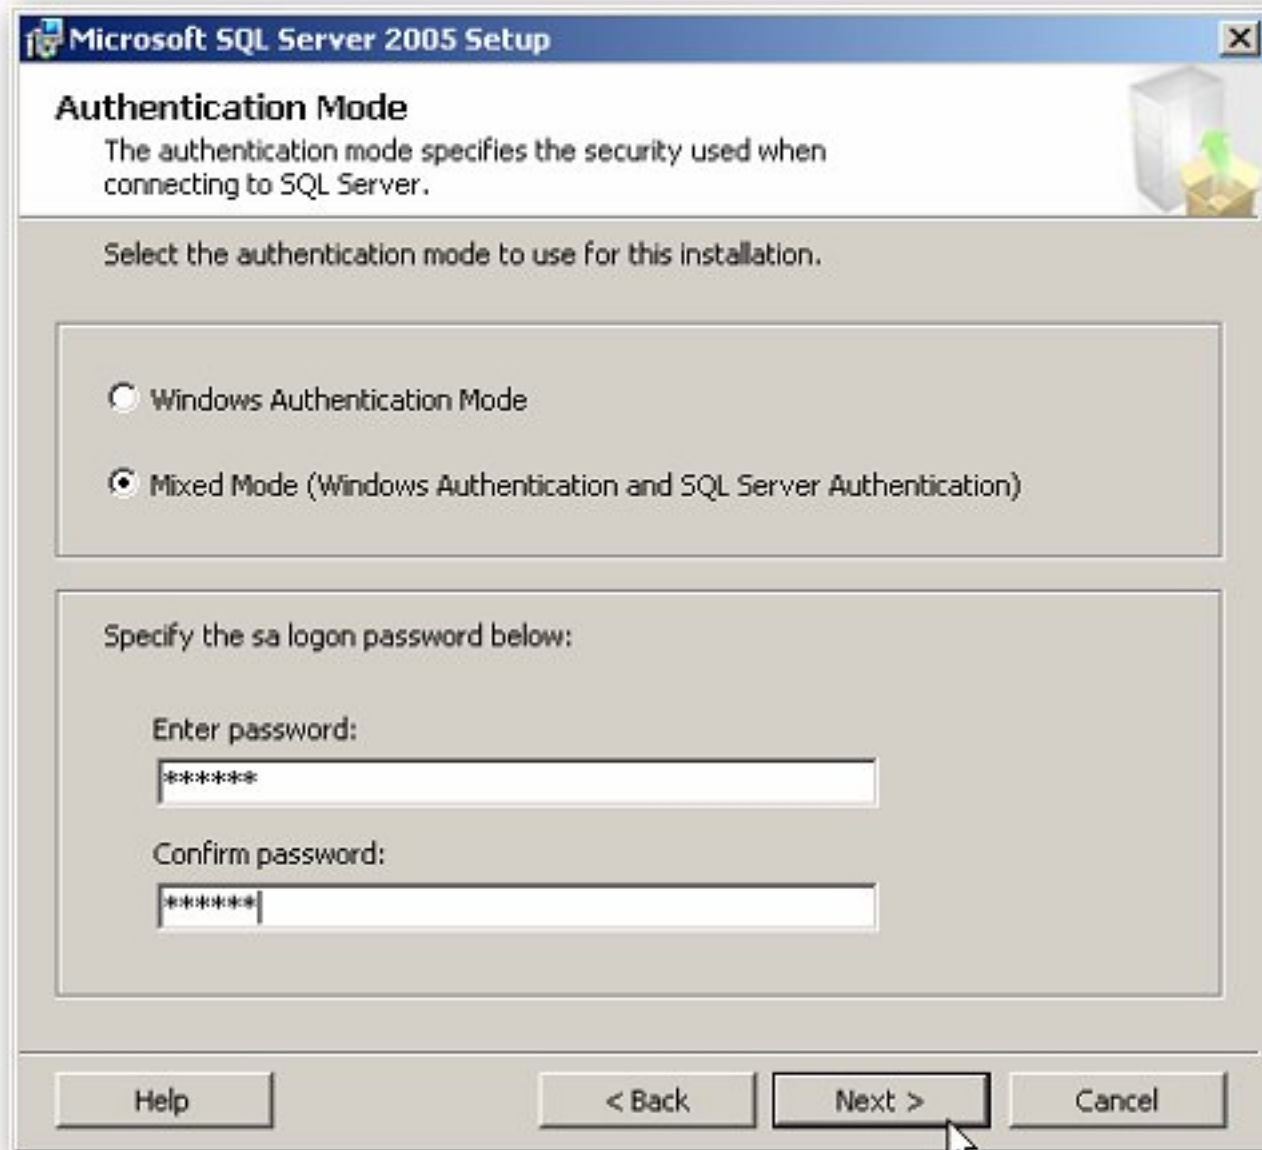 Microsoft SQL Server 2005 Setup
Authentication Mode
The authentication mode specifies the security used when
connecting to SQL Server.
Select the authentication mode to use for this installation.
Windows Authentication Mode
Mixed Mode (Windows Authentication and SQL Server Authentication)
Specify the sa logon password below:
Enter password:
******
Confirm password:
******
Help
< Back
Next >
Cancel